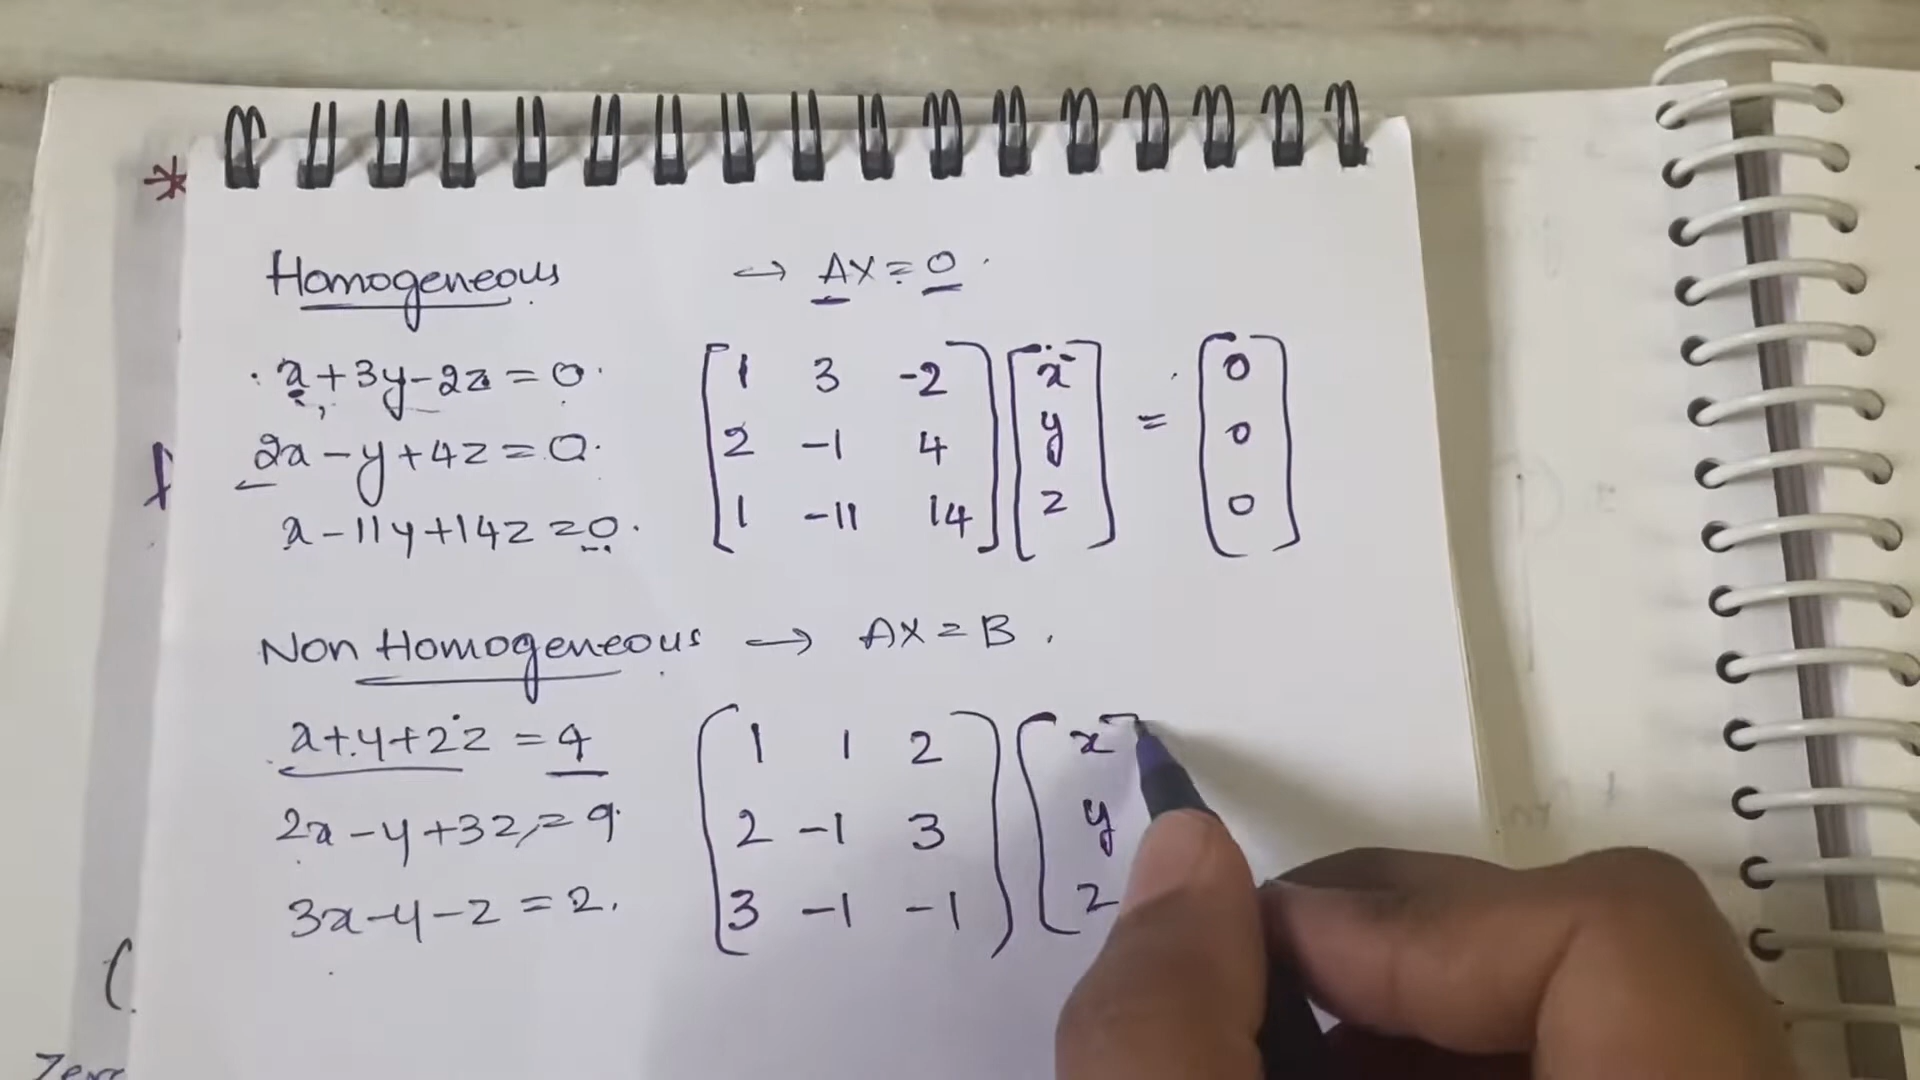 Homogeneous → AX = 0.
x + 3y - 2z = 0.
2x - y + 4z = 0.
x - 11y + 14z = 0.
[1 3 -2] [x] = [0]
[2 -1 4] [y] [0]
[1 -11 14] [z] [0]
Non Homogeneous → AX = B.
x + y + 2z = 4
2x - y + 3z = 9.
3x - y - z = 2.
[1 1 2] [x
[2 -1 3] [y
[3 -1 -1] [z
Zero